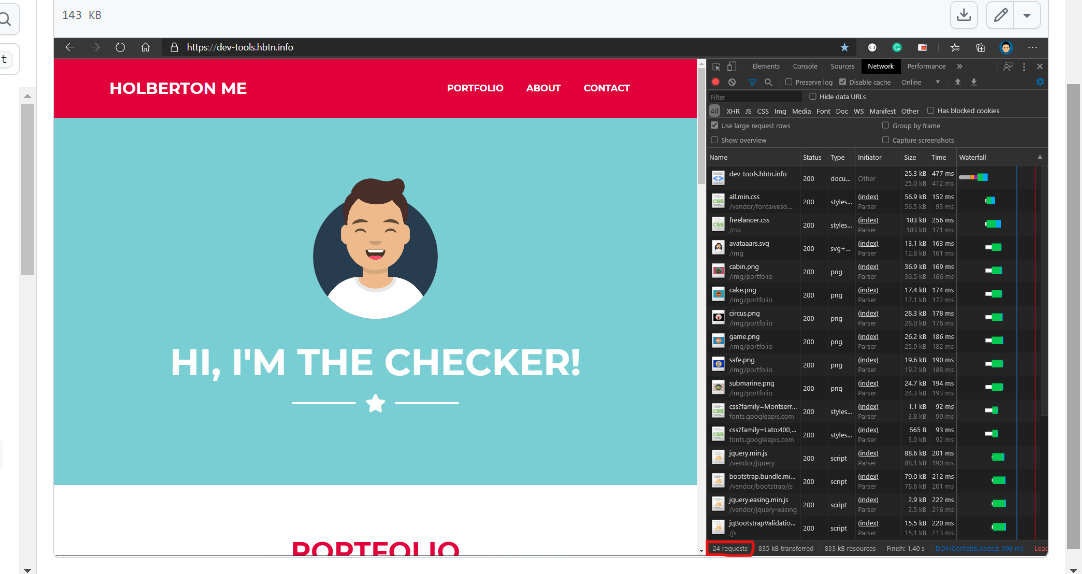 143 KB
t
https://dev-tools.hbtn.info
HOLBERTON ME
PORTFOLIO ABOUT CONTACT
HI, I'M THE CHECKER!
PORTFOLIO
Elements Console Sources Network Performance
Preserve log Disable cache Online
Filter Hide data URLs
All XHR JS CSS Img Media Font Doc WS Manifest Other Has blocked cookies
Use large request rows Group by frame
Show overview Capture screenshots
Name Status Type Initiator Size Time Waterfall
dev-tools.hbtn.info 200 docu... Other 25.3 kB 477 ms
25.0 kB 412 ms
all.min.css 200 styles... (index) 56.9 kB 152 ms
/vendor/fontaweso... Parser 56.5 kB 93 ms
freelancer.css 200 styles... (index) 183 kB 256 ms
/css Parser 183 kB 171 ms
avataaars.svg 200 svg+... (index) 13.1 kB 163 ms
/img Parser 12.8 kB 161 ms
cabin.png 200 png (index) 36.9 kB 169 ms
/img/portfolio Parser 36.5 kB 166 ms
cake.png 200 png (index) 17.4 kB 174 ms
/img/portfolio Parser 17.1 kB 172 ms
circus.png 200 png (index) 28.3 kB 178 ms
/img/portfolio Parser 28.0 kB 176 ms
game.png 200 png (index) 26.2 kB 186 ms
/img/portfolio Parser 25.9 kB 182 ms
safe.png 200 png (index) 19.6 kB 190 ms
/img/portfolio Parser 19.2 kB 188 ms
submarine.png 200 png (index) 24.7 kB 194 ms
/img/portfolio Parser 24.3 kB 193 ms
css?family=Montserr... 200 styles... (index) 1.1 kB 92 ms
fonts.googleapis.com Parser 3.8 kB 90 ms
css?family=Lato:400,... 200 styles... (index) 565 B 93 ms
fonts.googleapis.com Parser 3.0 kB 92 ms
jquery.min.js 200 script (index) 88.6 kB 201 ms
/vendor/jquery Parser 88.1 kB 190 ms
bootstrap.bundle.mi... 200 script (index) 79.0 kB 212 ms
/vendor/bootstrap/js Parser 78.6 kB 201 ms
jquery.easing.min.js 200 script (index) 2.9 kB 222 ms
/vendor/jquery-easing Parser 2.5 kB 216 ms
jqBootstrapValidatio... 200 script (index) 15.5 kB 220 ms
/js Parser 15.1 kB 213 ms
24 requests 835 kB transferred 833 kB resources Finish: 1.40 s DOMContentLoaded: